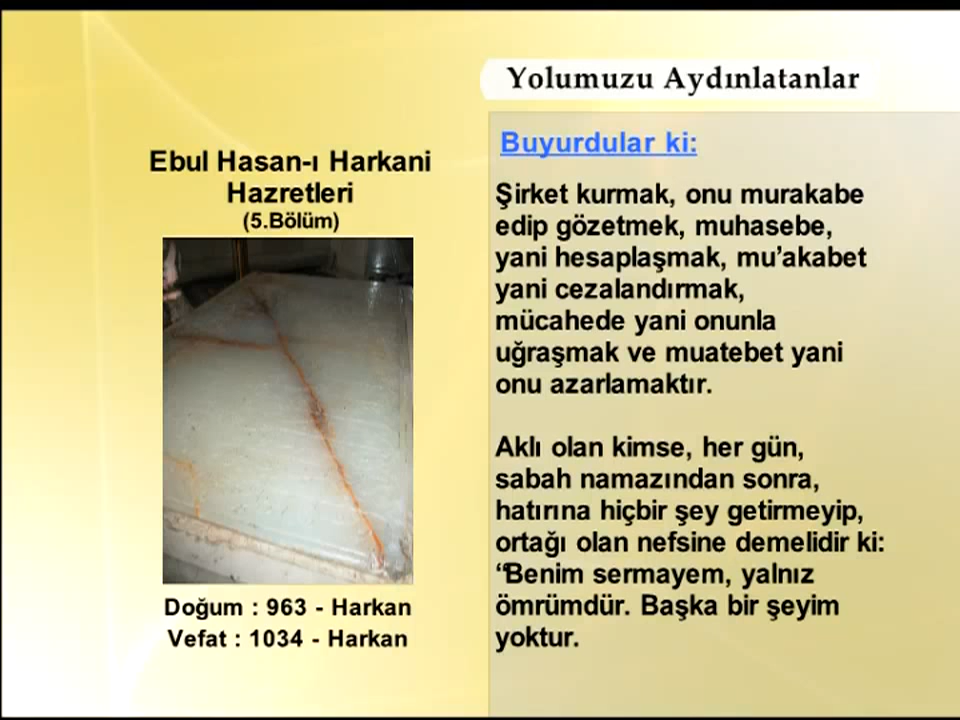 Yolumuzu Aydınlatanlar
Ebul Hasan-ı Harkani
Hazretleri
(5.Bölüm)
Doğum : 963 - Harkan
Vefat : 1034 - Harkan
Buyurdular ki:
Şirket kurmak, onu murakabe
edip gözetmek, muhasebe,
yani hesaplaşmak, mu’akabet
yani cezalandırmak,
mücahede yani onunla
uğraşmak ve muatebet yani
onu azarlamaktır.
Aklı olan kimse, her gün,
sabah namazından sonra,
hatırına hiçbir şey getirmeyip,
ortağı olan nefsine demelidir ki:
“Benim sermayem, yalnız
ömrümdür. Başka bir şeyim
yoktur.